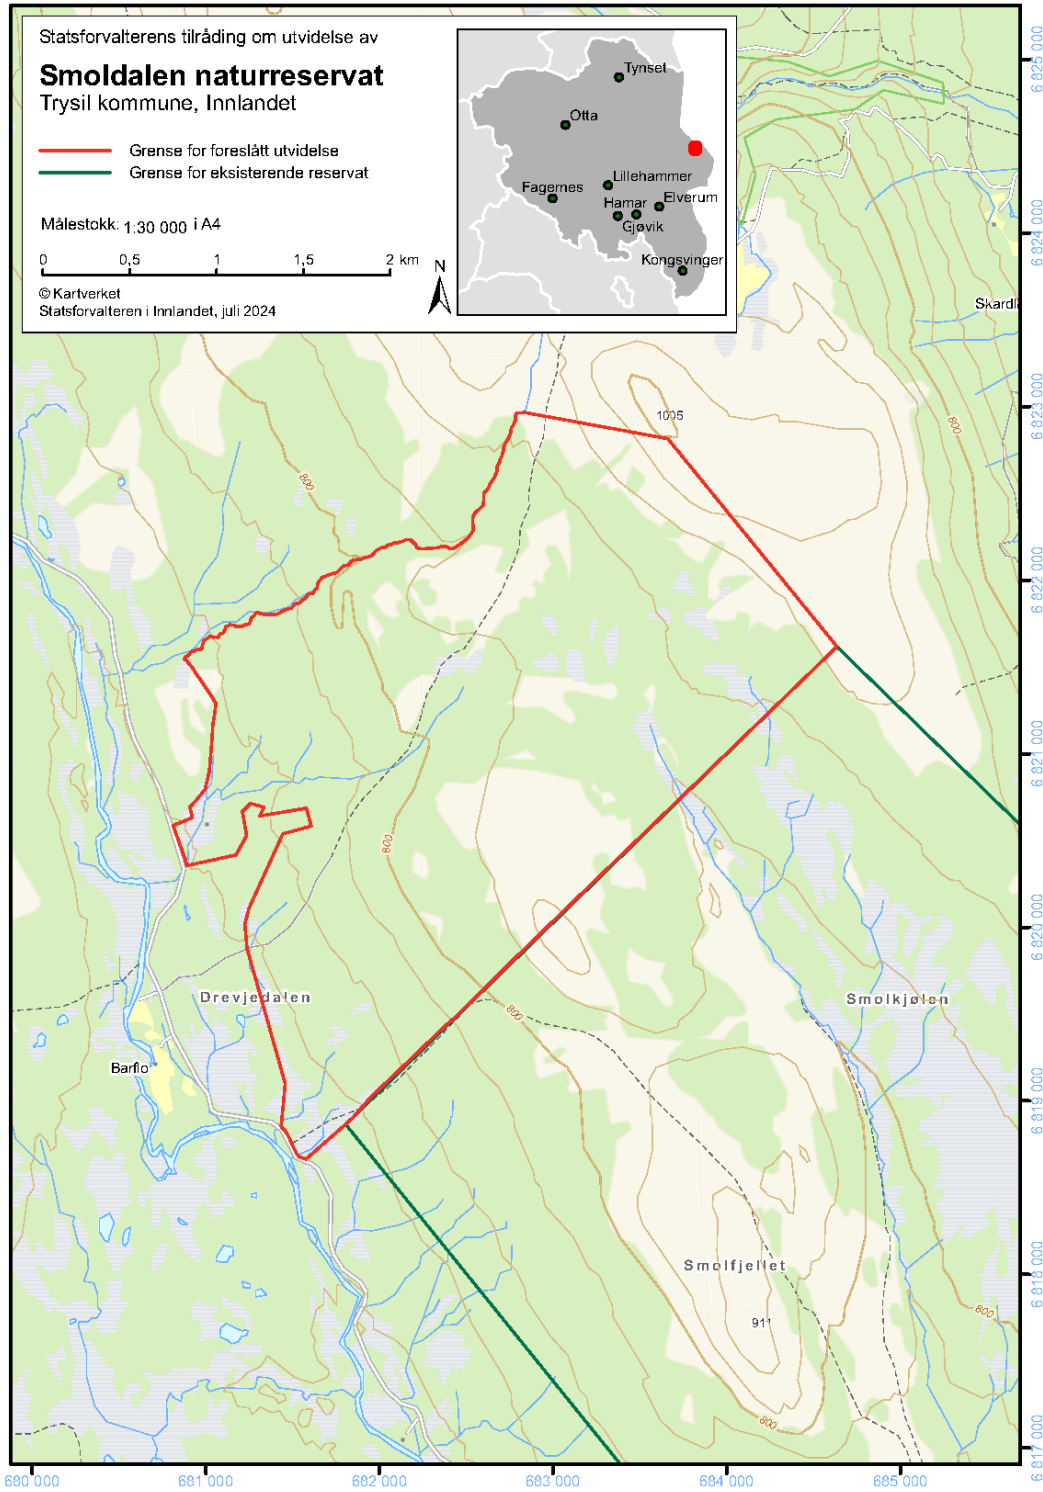 Statsforvalterens tilråding om utvidelse av
Smoldalen naturreservat
Trysil kommune, Innlandet
Grense for foreslått utvidelse
Grense for eksisterende reservat
Målestokk: 1:30 000 i A4
0 0,5 1 1,5 2 km
N
© Kartverket
Statsforvalteren i Innlandet, juli 2024
Tynset
Otta
Lillehammer
Fagernes
Elverum
Hamar
Gjøvik
Kongsvinger
6 825 000
6 824 000
6 823 000
6 822 000
6 821 000
6 820 000
6 819 000
6 818 000
6 817 000
1005
800
800
800
800
800
800
Drevjedalen
Barflo
Smolkjølen
Smolfjellet
911
680 000
681 000
682 000
683 000
684 000
685 000